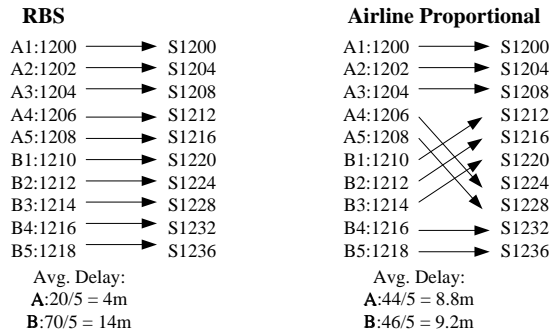 RBS
A1:1200 S1200
A2:1202 S1204
A3:1204 S1208
A4:1206 S1212
A5:1208 S1216
B1:1210 S1220
B2:1212 S1224
B3:1214 S1228
B4:1216 S1232
B5:1218 S1236
Avg. Delay:
A:20/5 = 4m
B:70/5 = 14m
Airline Proportional
A1:1200 S1200
A2:1202 S1204
A3:1204 S1208
A4:1206 S1212
A5:1208 S1216
B1:1210 S1220
B2:1212 S1224
B3:1214 S1228
B4:1216 S1232
B5:1218 S1236
Avg. Delay:
A:44/5 = 8.8m
B:46/5 = 9.2m